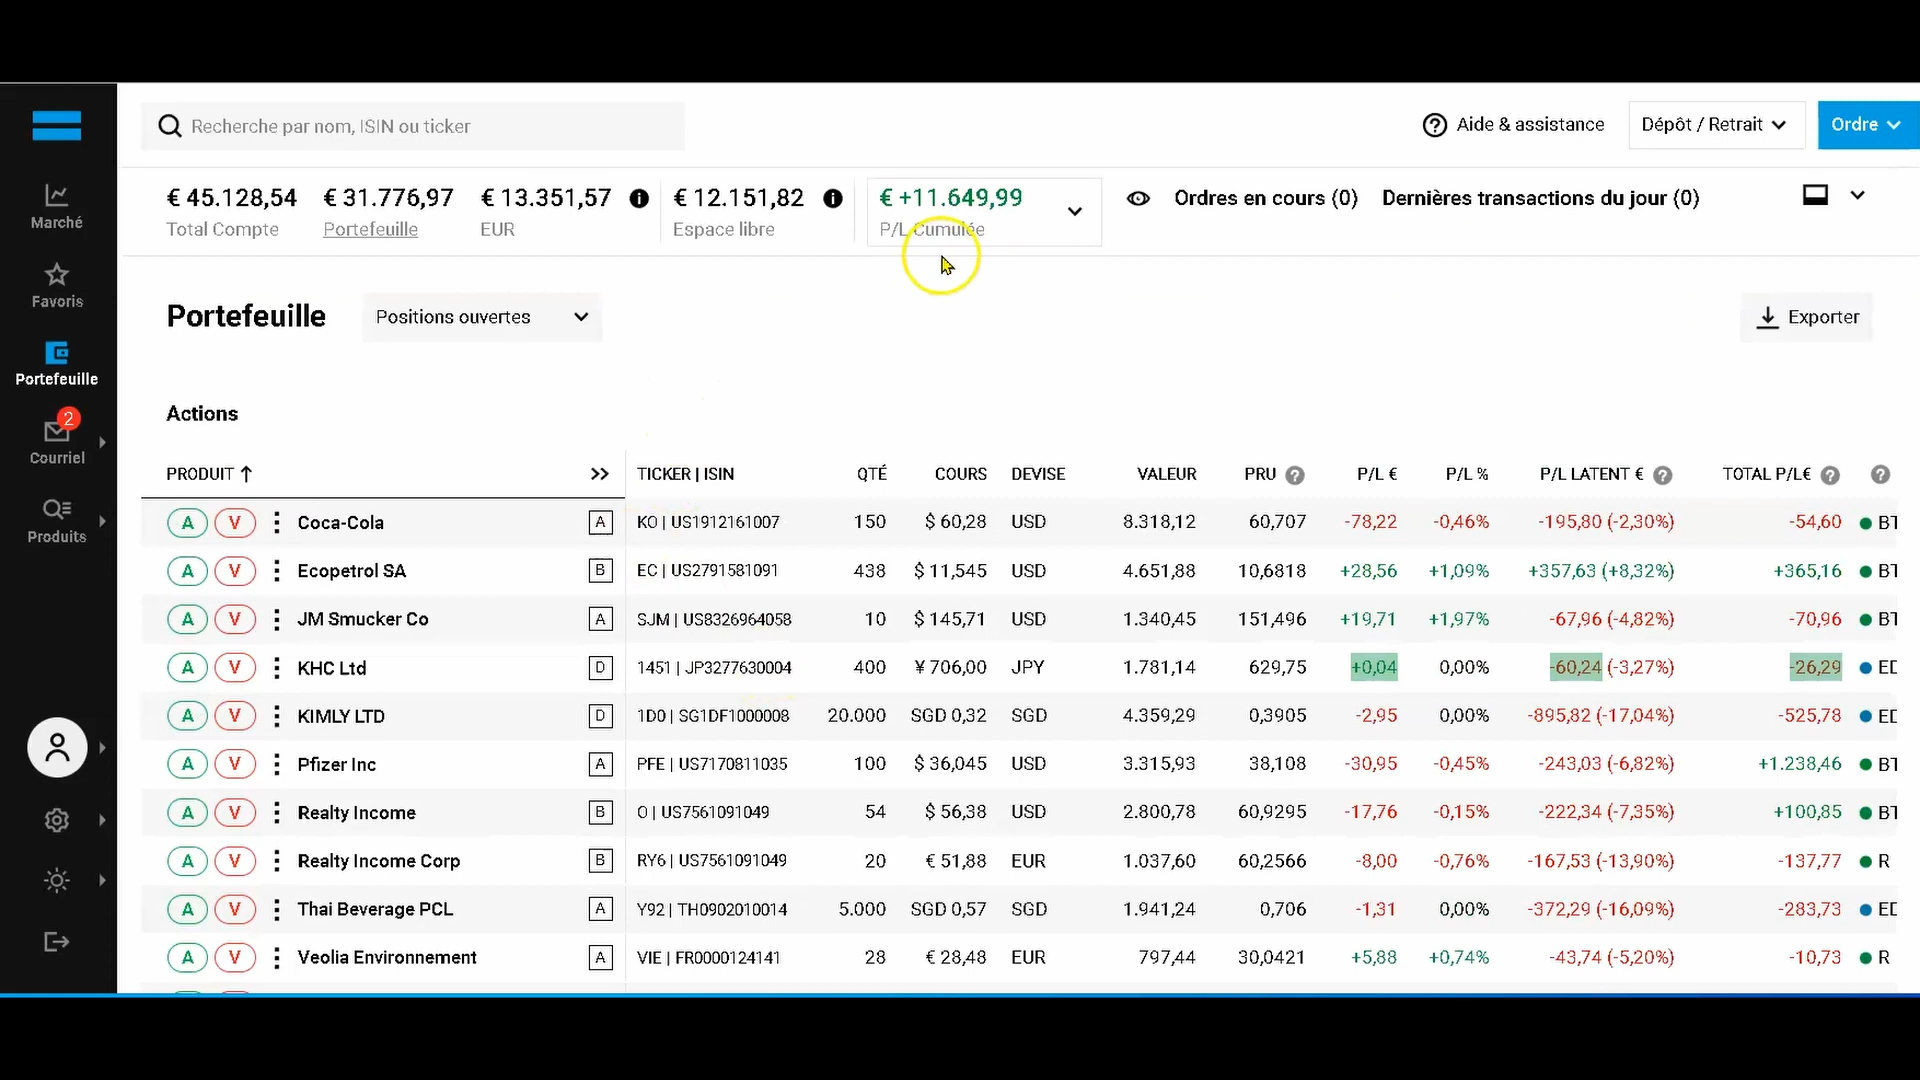 Recherche par nom, ISIN ou ticker
Aide & assistance
Dépôt / Retrait
Ordre
€ 45.128,54 € 31.776,97 € 13.351,57 € 12.151,82 € +11.649,99
Total Compte Portefeuille EUR Espace libre P/L Cumulée
Ordres en cours (0) Dernières transactions du jour (0)
Marché
Favoris
Portefeuille
2
Courriel
Produits
Portefeuille Positions ouvertes Exporter
Actions
PRODUIT TICKER | ISIN QTÉ COURS DEVISE VALEUR PRU P/L € P/L % P/L LATENT € TOTAL P/L€
A V Coca-Cola A KO | US1912161007 150 $ 60,28 USD 8.318,12 60,707 -78,22 -0,46% -195,80 (-2,30%) -54,60 BT
A V Ecopetrol SA B EC | US2791581091 438 $ 11,545 USD 4.651,88 10,6818 +28,56 +1,09% +357,63 (+8,32%) +365,16 BT
A V JM Smucker Co A SJM | US8326964058 10 $ 145,71 USD 1.340,45 151,496 +19,71 +1,97% -67,96 (-4,82%) -70,96 BT
A V KHC Ltd D 1451 | JP3277630004 400 ¥ 706,00 JPY 1.781,14 629,75 +0,04 0,00% -60,24 (-3,27%) -26,29 ED
A V KIMLY LTD D 1D0 | SG1DF1000008 20.000 SGD 0,32 SGD 4.359,29 0,3905 -2,95 0,00% -895,82 (-17,04%) -525,78 ED
A V Pfizer Inc A PFE | US7170811035 100 $ 36,045 USD 3.315,93 38,108 -30,95 -0,45% -243,03 (-6,82%) +1.238,46 BT
A V Realty Income B O | US7561091049 54 $ 56,38 USD 2.800,78 60,9295 -17,76 -0,15% -222,34 (-7,35%) +100,85 BT
A V Realty Income Corp B RY6 | US7561091049 20 € 51,88 EUR 1.037,60 60,2566 -8,00 -0,76% -167,53 (-13,90%) -137,77 R
A V Thai Beverage PCL A Y92 | TH0902010014 5.000 SGD 0,57 SGD 1.941,24 0,706 -1,31 0,00% -372,29 (-16,09%) -283,73 ED
A V Veolia Environnement A VIE | FR0000124141 28 € 28,48 EUR 797,44 30,0421 +5,88 +0,74% -43,74 (-5,20%) -10,73 R